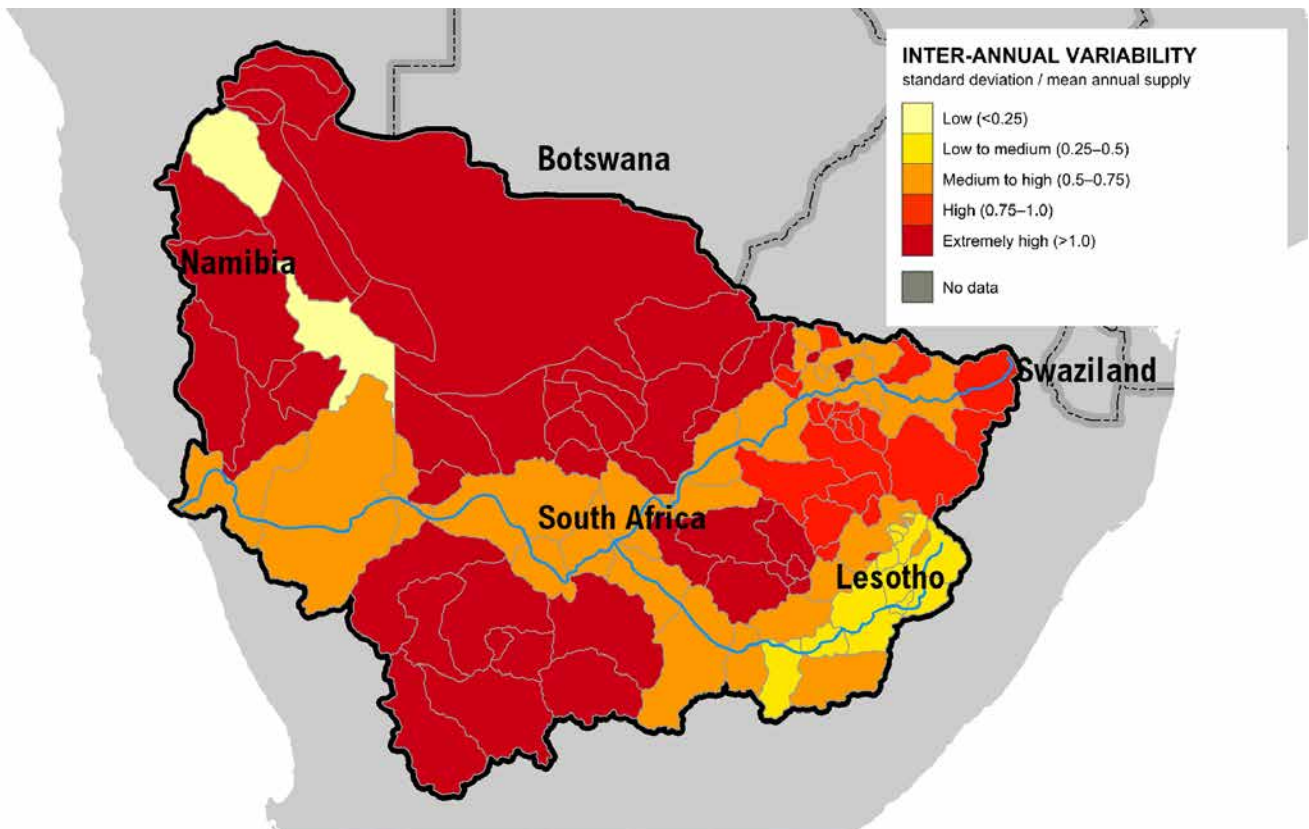 INTER-ANNUAL VARIABILITY
standard deviation / mean annual supply
Low (<0.25)
Low to medium (0.25–0.5)
Medium to high (0.5–0.75)
High (0.75–1.0)
Extremely high (>1.0)
No data
Botswana
Namibia
Swaziland
South Africa
Lesotho